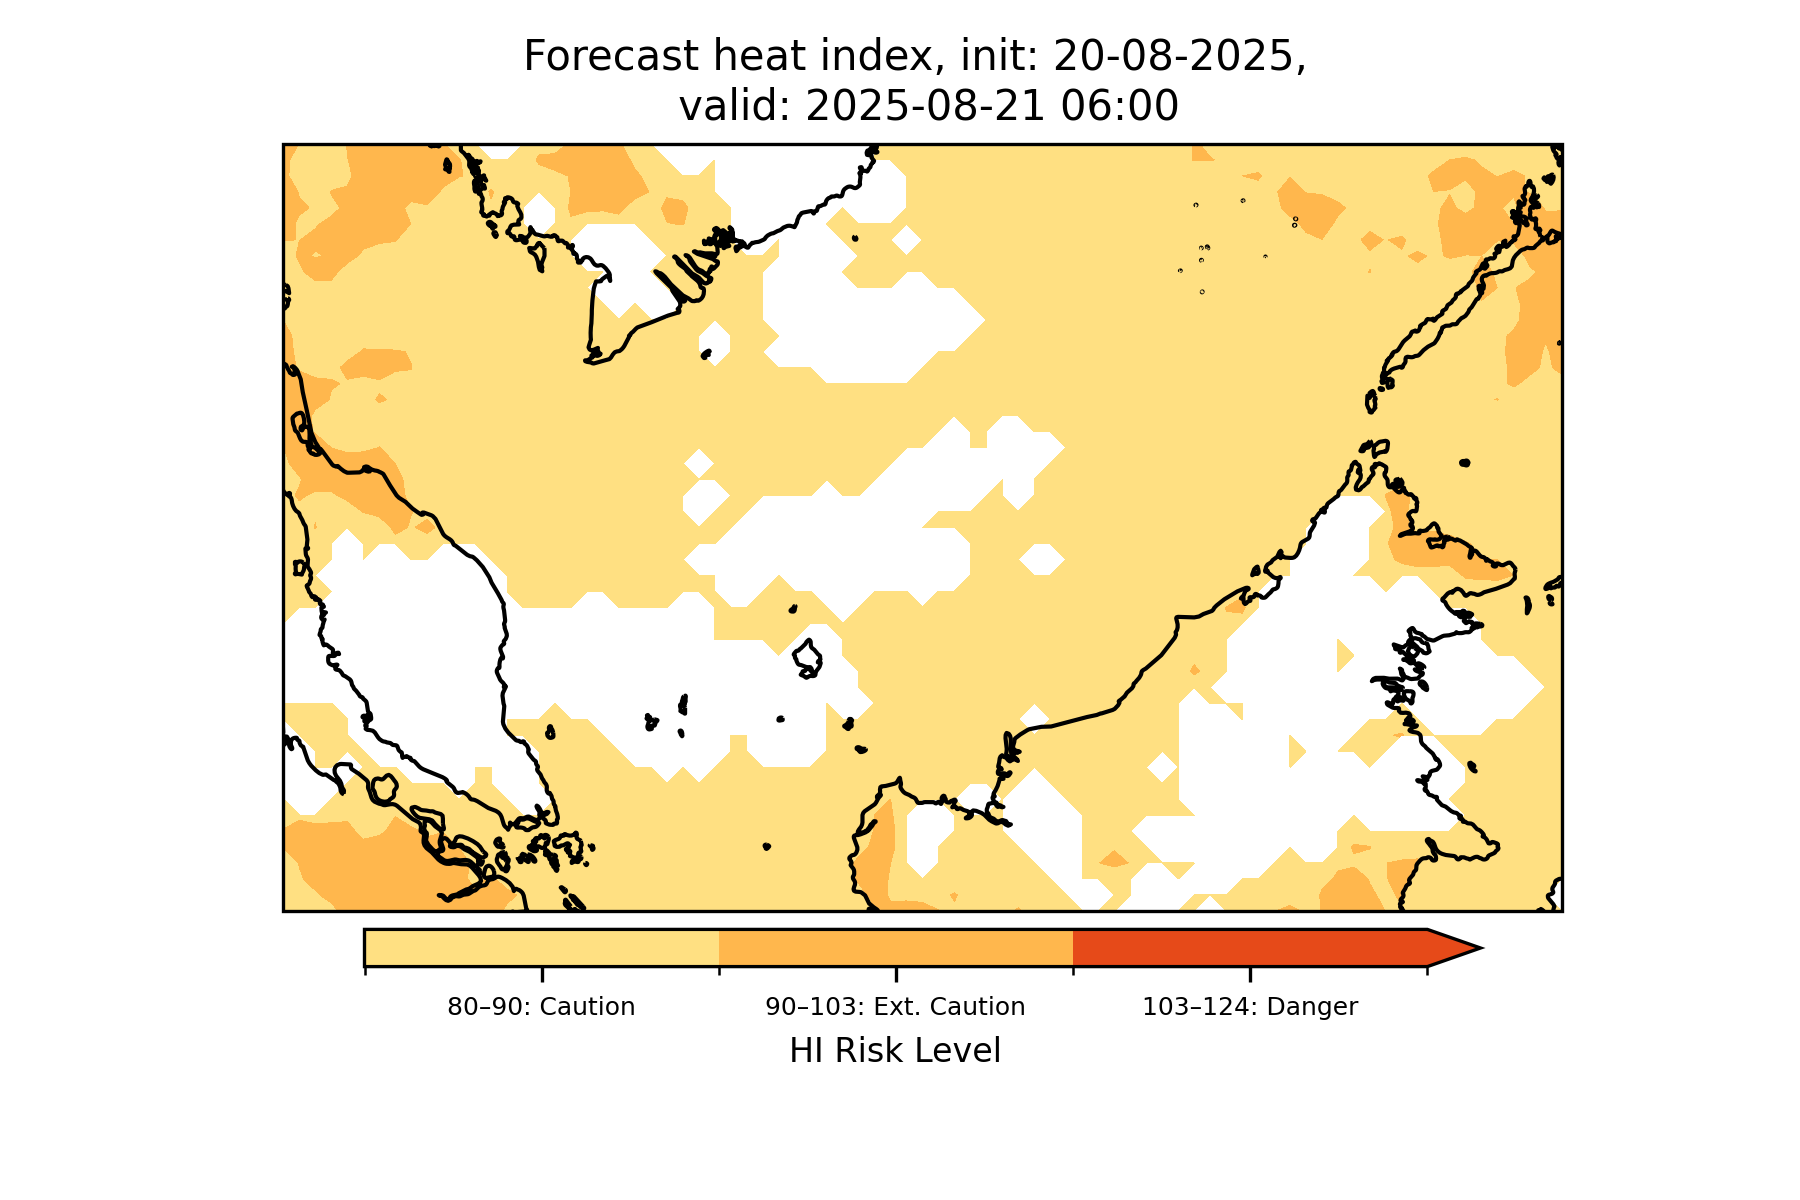 Forecast heat index, init: 20-08-2025,
valid: 2025-08-21 06:00
80–90: Caution
90–103: Ext. Caution
103–124: Danger
HI Risk Level